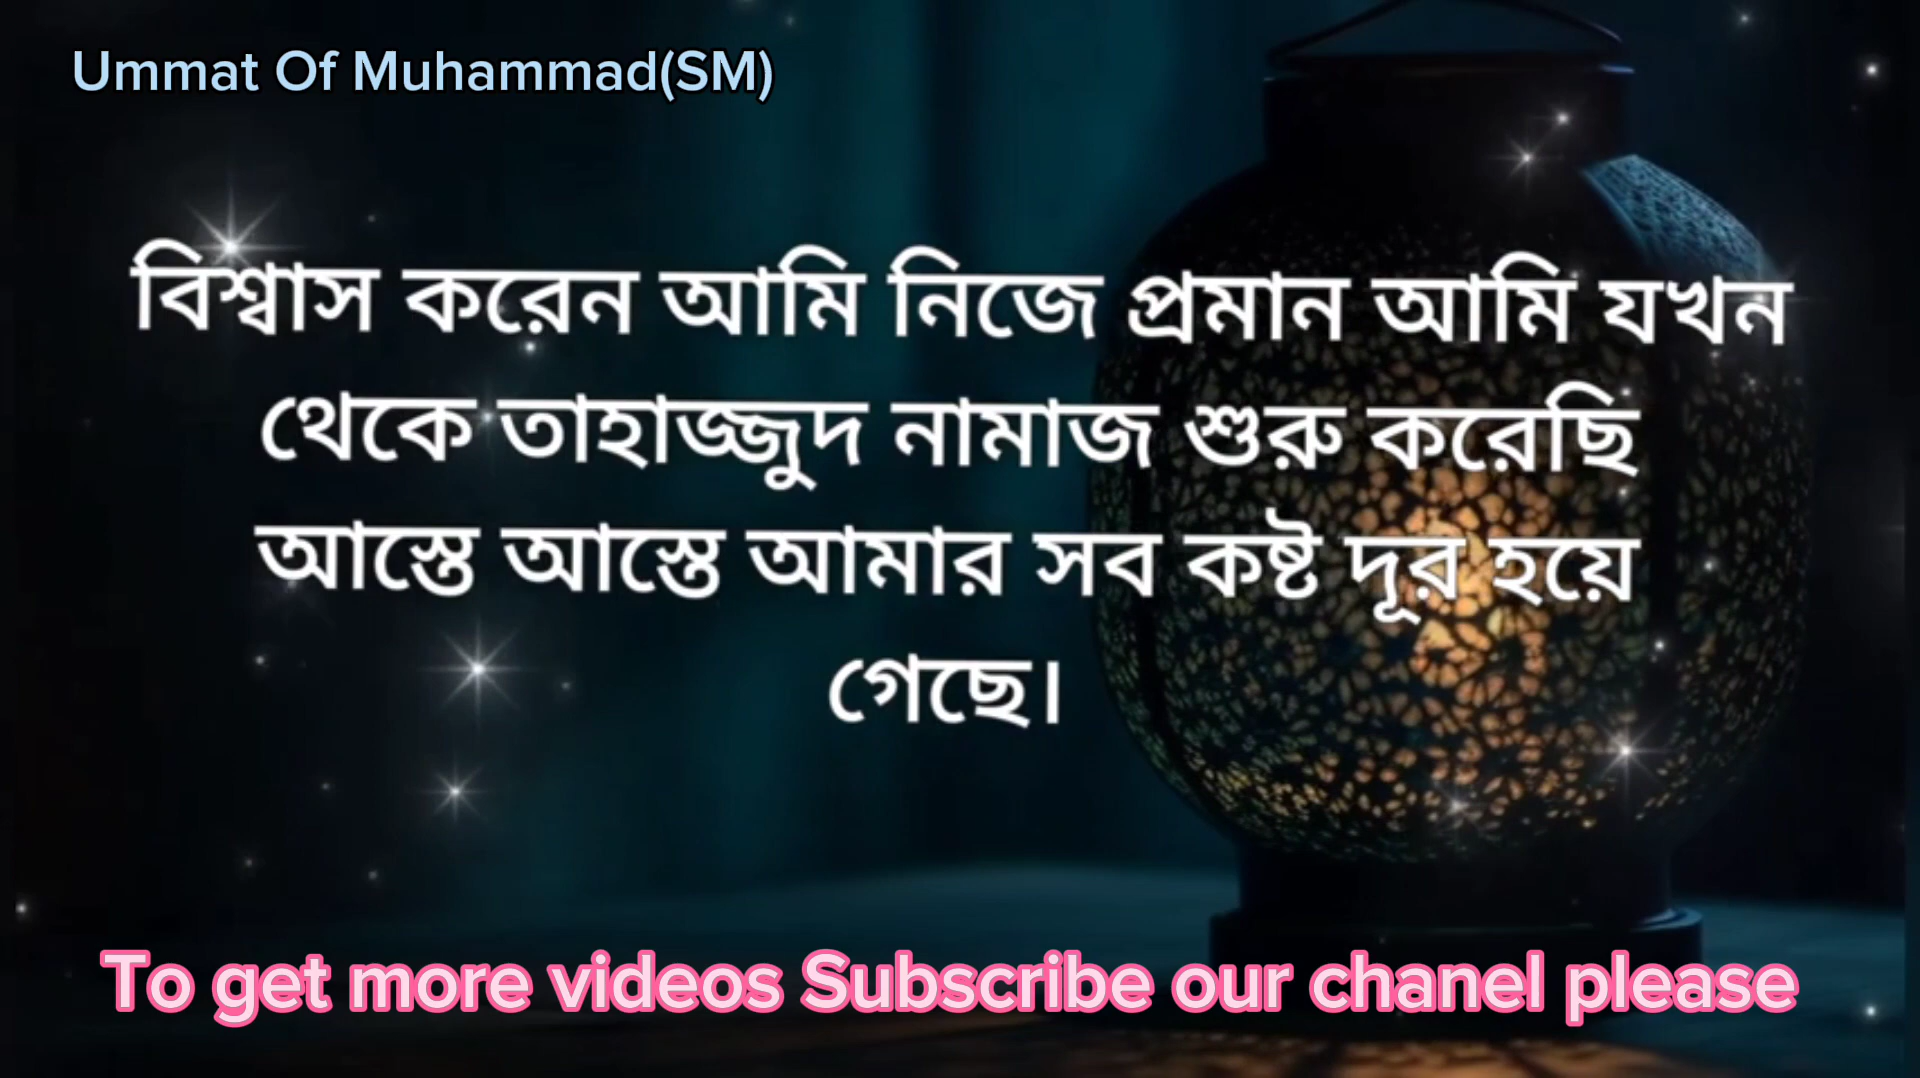 Ummat Of Muhammad(SM)
বিশ্বাস করেন আমি নিজে প্রমান আমি যখন
থেকে তাহাজ্জুদ নামাজ শুরু করেছি
আস্তে আস্তে আমার সব কষ্ট দূর হয়ে
গেছে।
To get more videos Subscribe our chanel please